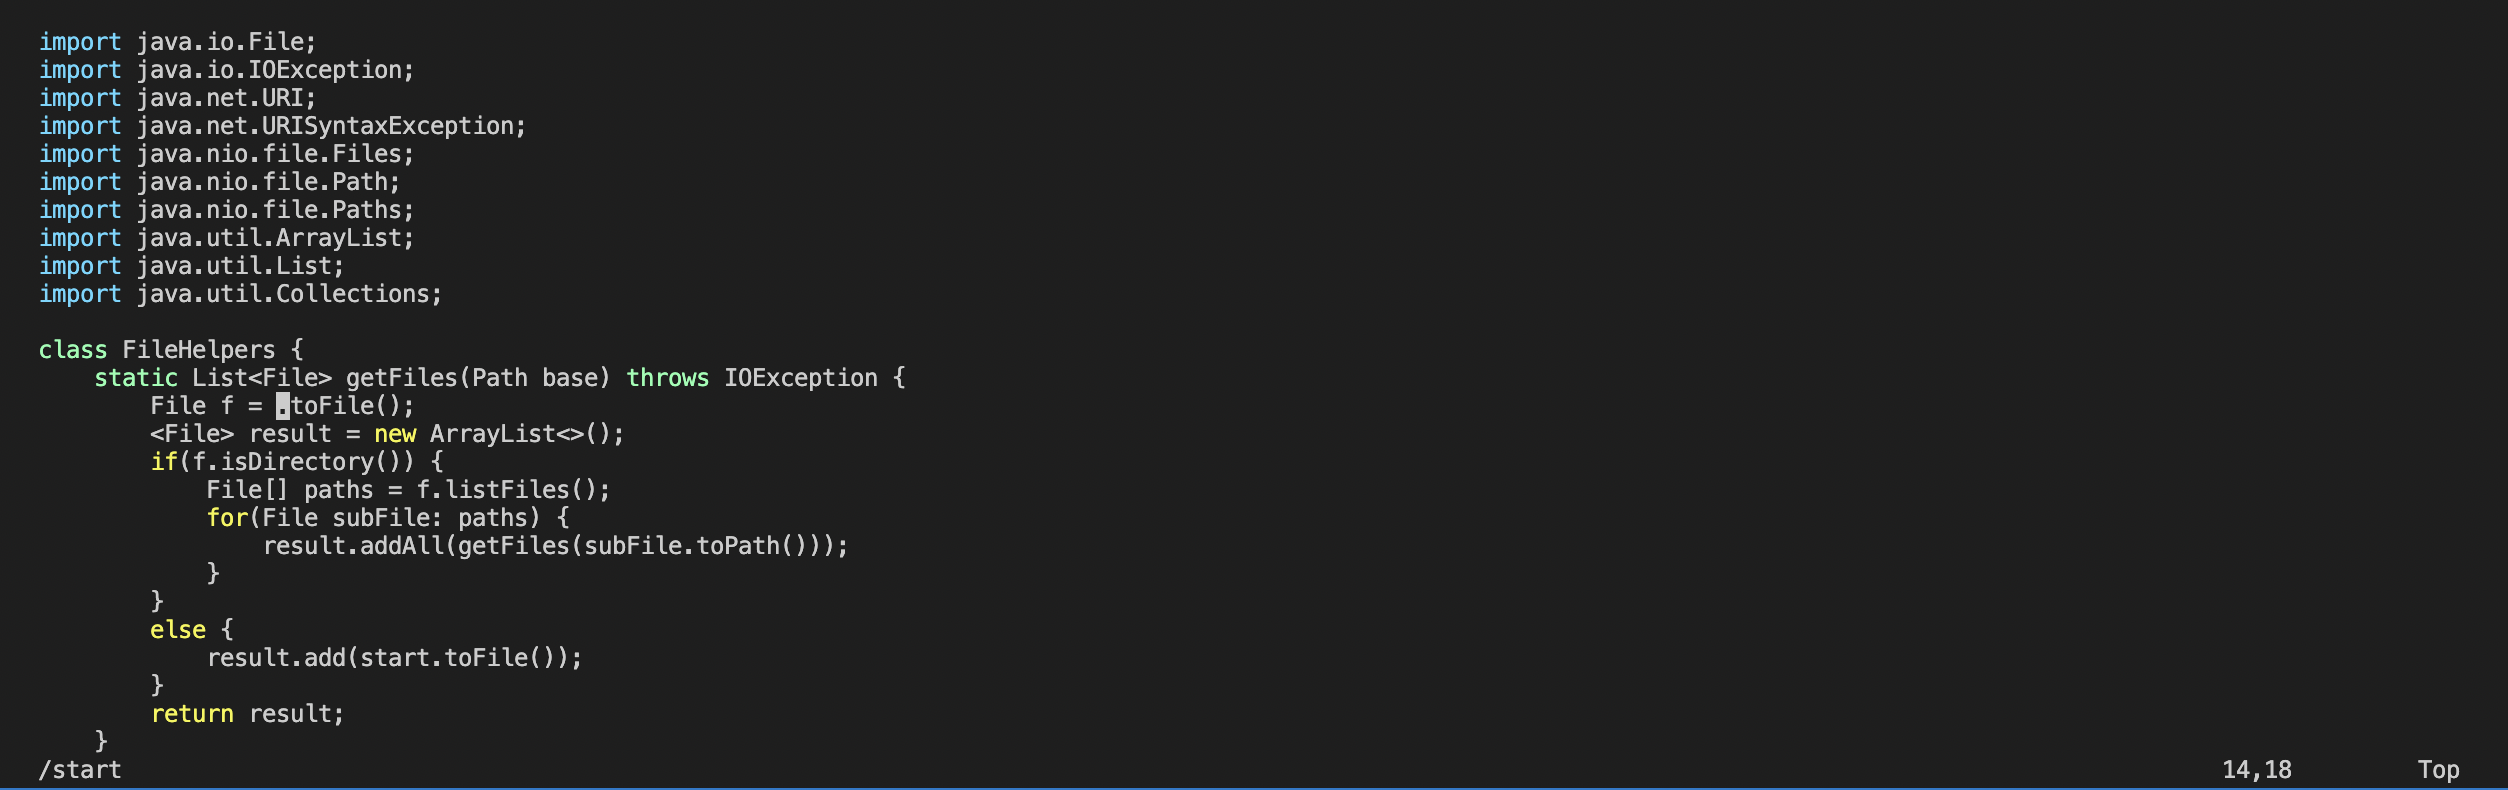 import java.io.File;
import java.io.IOException;
import java.net.URI;
import java.net.URISyntaxException;
import java.nio.file.Files;
import java.nio.file.Path;
import java.nio.file.Paths;
import java.util.ArrayList;
import java.util.List;
import java.util.Collections;

class FileHelpers {
    static List<File> getFiles(Path base) throws IOException {
        File f = .toFile();
        <File> result = new ArrayList<>();
        if(f.isDirectory()) {
            File[] paths = f.listFiles();
            for(File subFile: paths) {
                result.addAll(getFiles(subFile.toPath()));
            }
        }
        else {
            result.add(start.toFile());
        }
        return result;
    }
/start 14,18 Top